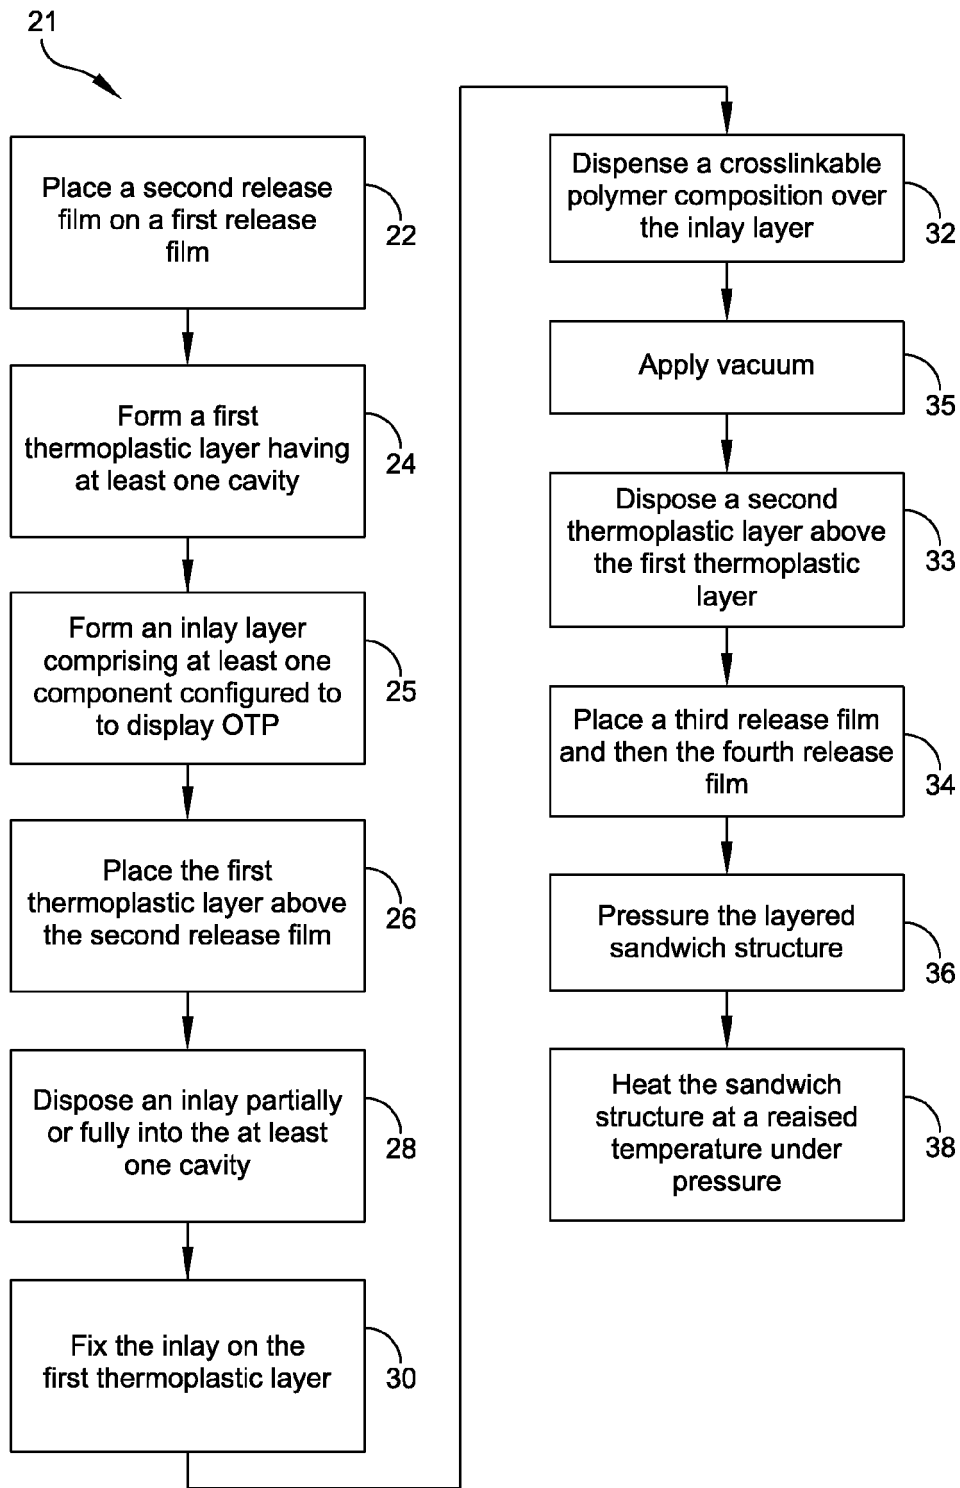 21
Place a second release
film on a first release
film
22
Form a first
thermoplastic layer having
at least one cavity
24
Form an inlay layer
comprising at least one
component configured to
to display OTP
25
Place the first
thermoplastic layer above
the second release film
26
Dispose an inlay partially
or fully into the at least
one cavity
28
Fix the inlay on the
first thermoplastic layer
30
Dispense a crosslinkable
polymer composition over
the inlay layer
32
Apply vacuum
35
Dispose a second
thermoplastic layer above
the first thermoplastic
layer
33
Place a third release film
and then the fourth release
film
34
Pressure the layered
sandwich structure
36
Heat the sandwich
structure at a reaised
temperature under
pressure
38